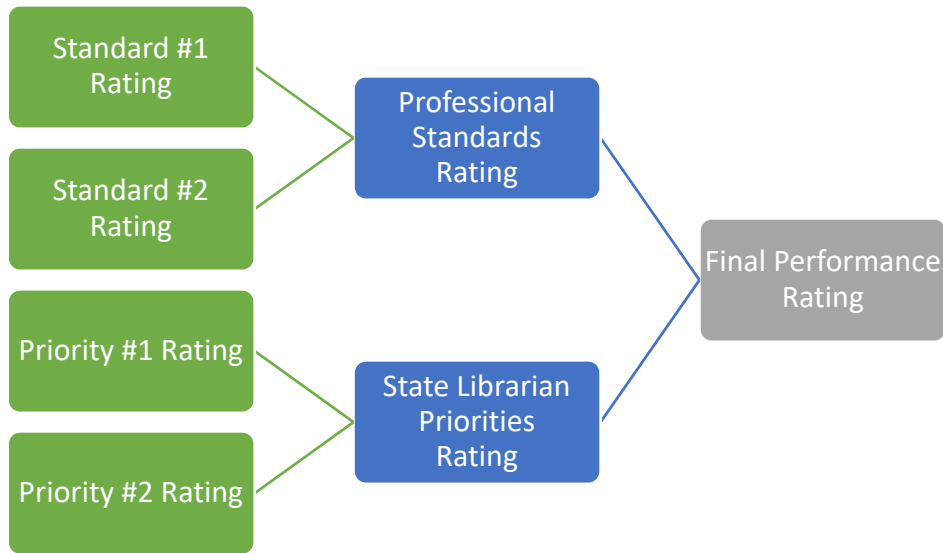 Standard #1
Rating
Standard #2
Rating
Priority #1 Rating
Priority #2 Rating
Professional
Standards
Rating
State Librarian
Priorities
Rating
Final Performance
Rating